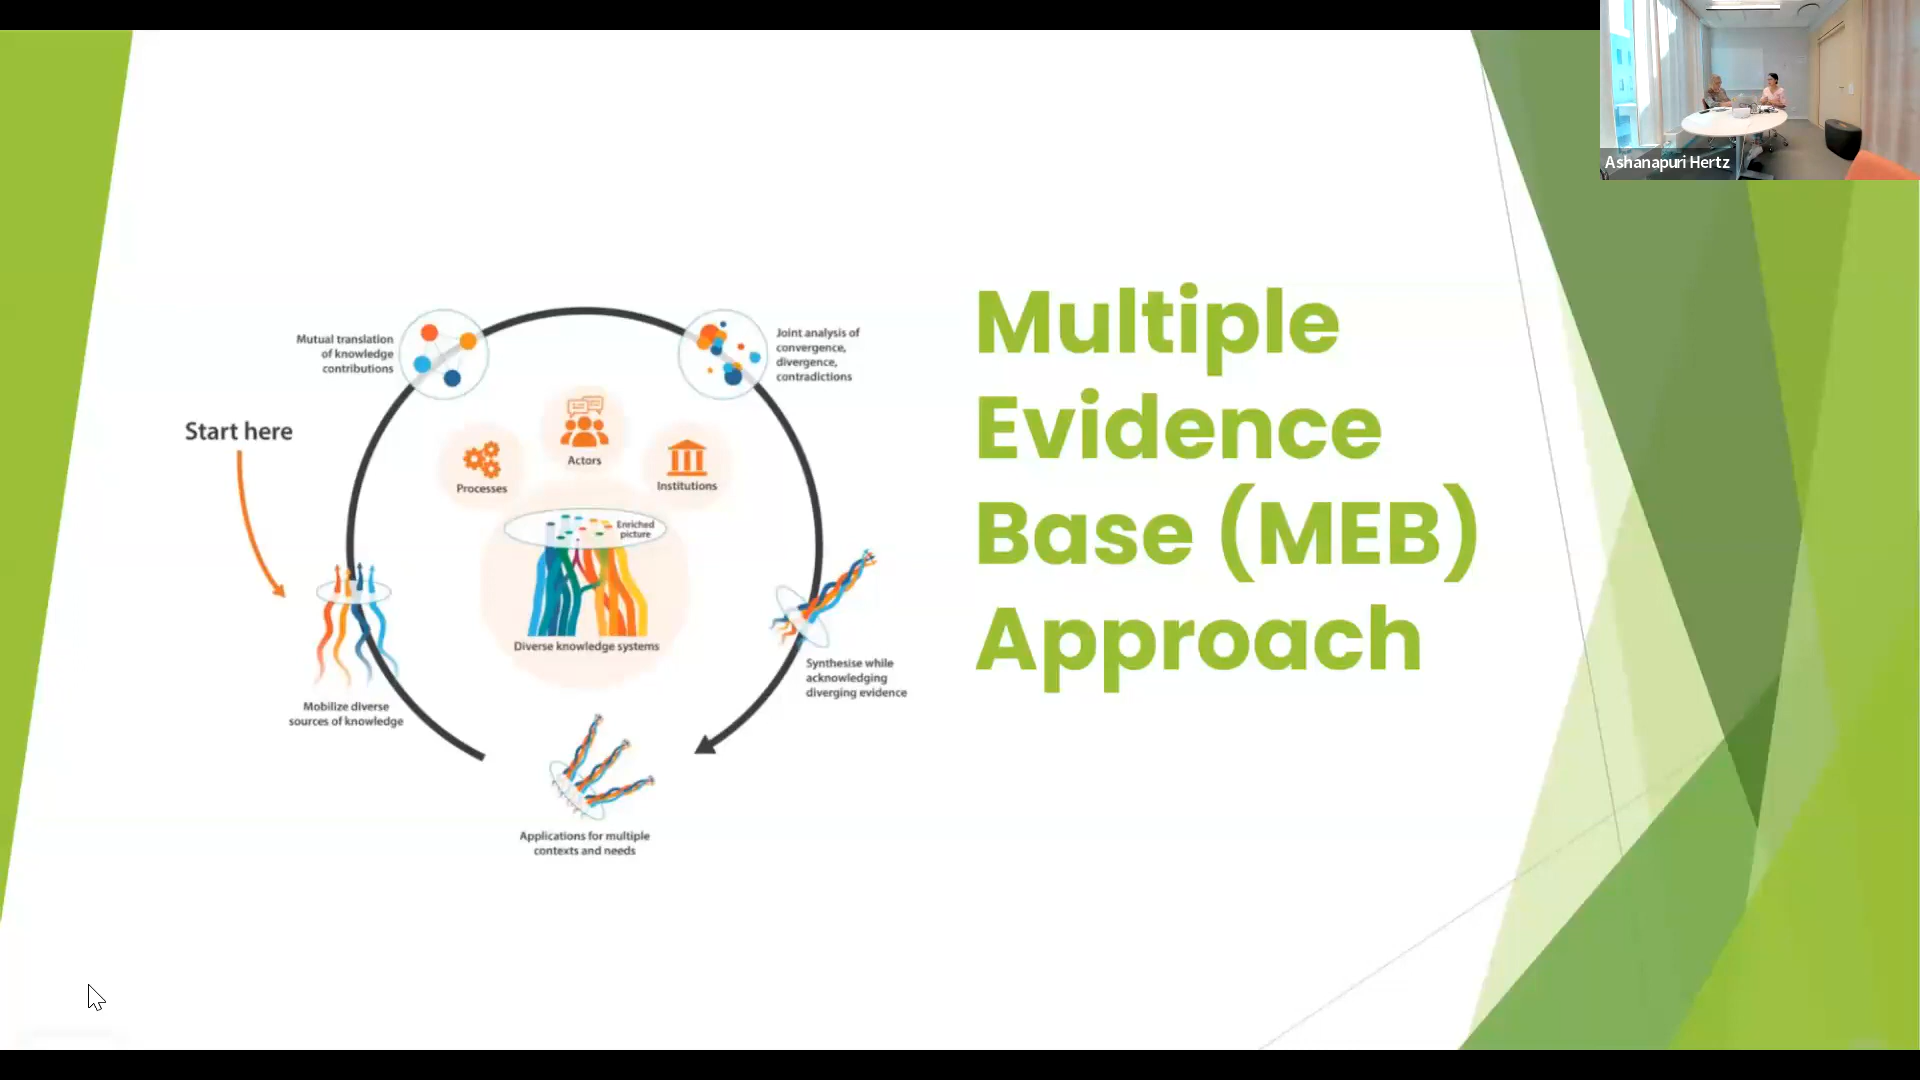 Ashanapuri Hertz
Multiple
Evidence
Base (MEB)
Approach
Start here
Mobilize diverse
sources of knowledge
Mutual translation
of knowledge
contributions
Joint analysis of
convergence,
divergence,
contradictions
Synthesise while
acknowledging
diverging evidence
Applications for multiple
contexts and needs
Processes
Actors
Institutions
Enriched
picture
Diverse knowledge systems